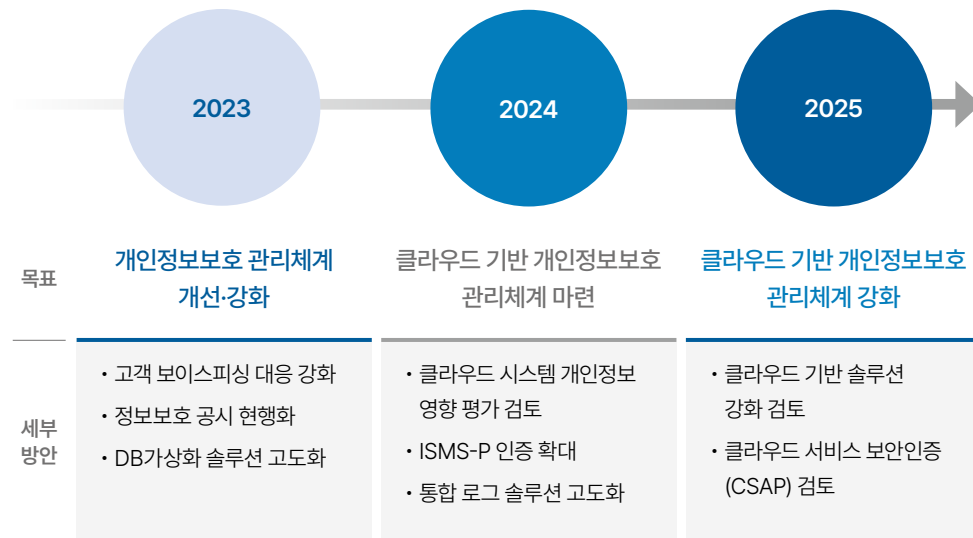 2023
2024
2025
목표
개인정보보호 관리체계
개선·강화
클라우드 기반 개인정보보호
관리체계 마련
클라우드 기반 개인정보보호
관리체계 강화
세부
방안
• 고객 보이스피싱 대응 강화
• 정보보호 공시 현행화
• DB가상화 솔루션 고도화
• 클라우드 시스템 개인정보
영향 평가 검토
• ISMS-P 인증 확대
• 통합 로그 솔루션 고도화
• 클라우드 기반 솔루션
강화 검토
• 클라우드 서비스 보안인증
(CSAP) 검토